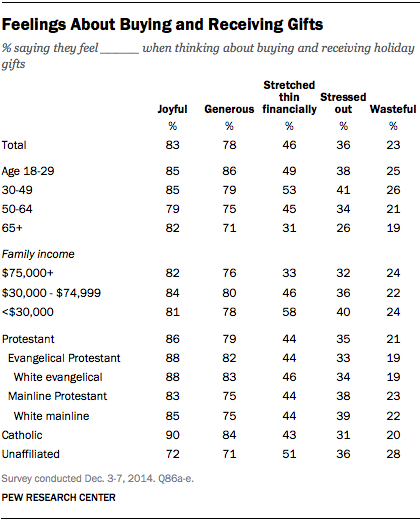 Feelings About Buying and Receiving Gifts
% saying they feel ______ when thinking about buying and receiving holiday
gifts
Joyful Generous Stretched thin financially Stressed out Wasteful
% % % % %
Total 83 78 46 36 23
Age 18-29 85 86 49 38 25
30-49 85 79 53 41 26
50-64 79 75 45 34 21
65+ 82 71 31 26 19
Family income
$75,000+ 82 76 33 32 24
$30,000 - $74,999 84 80 46 36 22
<$30,000 81 78 58 40 24
Protestant 86 79 44 35 21
Evangelical Protestant 88 82 44 33 19
White evangelical 88 83 46 34 19
Mainline Protestant 83 75 44 38 23
White mainline 85 75 44 39 22
Catholic 90 84 43 31 20
Unaffiliated 72 71 51 36 28
Survey conducted Dec. 3-7, 2014. Q86a-e.
PEW RESEARCH CENTER